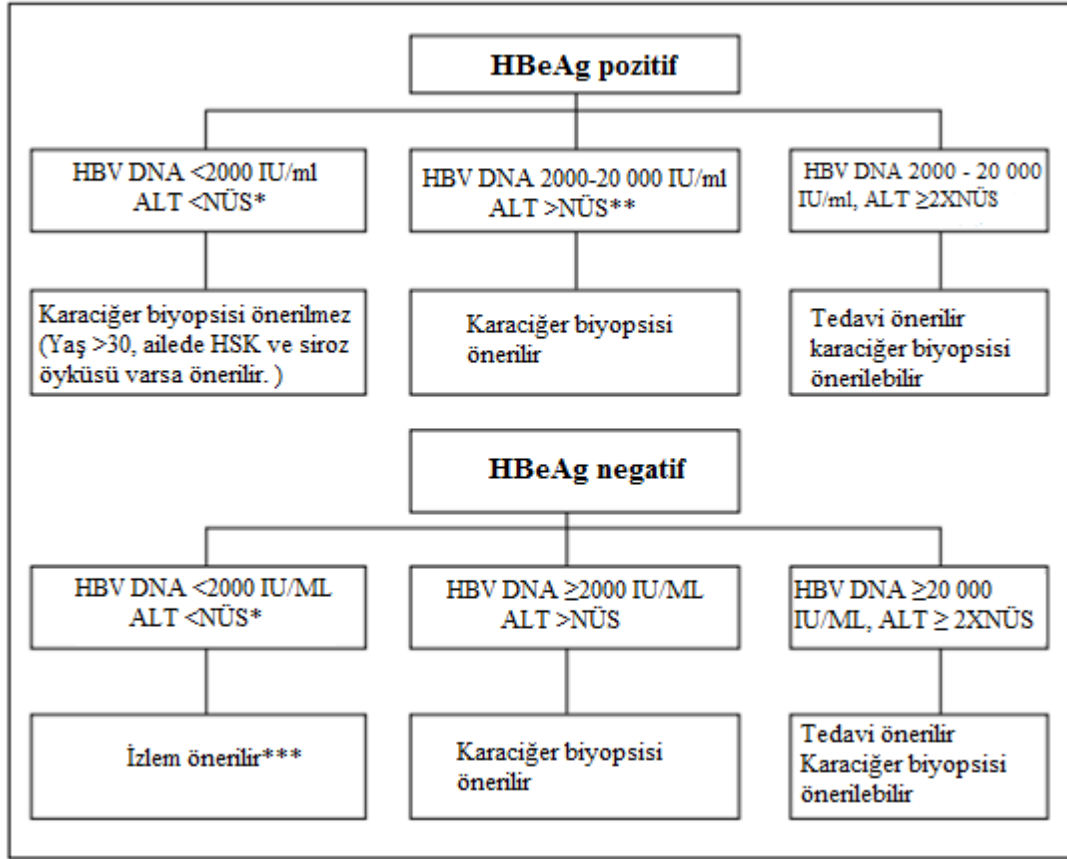 HBeAg pozitif
HBV DNA <2000 IU/ml
ALT <NÜS*
HBV DNA 2000-20 000 IU/ml
ALT >NÜS**
HBV DNA 2000 - 20 000
IU/ml, ALT ≥2XNÜS
Karaciğer biyopsisi önerilmez
(Yaş >30, ailede HSK ve siroz
öyküsü varsa önerilir. )
Karaciğer biyopsisi
önerilir
Tedavi önerilir
karaciğer biyopsisi
önerilebilir
HBeAg negatif
HBV DNA <2000 IU/ML
ALT <NÜS*
HBV DNA ≥2000 IU/ML
ALT >NÜS
HBV DNA ≥20 000
IU/ML, ALT ≥ 2XNÜS
İzlem önerilir***
Karaciğer biyopsisi
önerilir
Tedavi önerilir
Karaciğer biyopsisi
önerilebilir